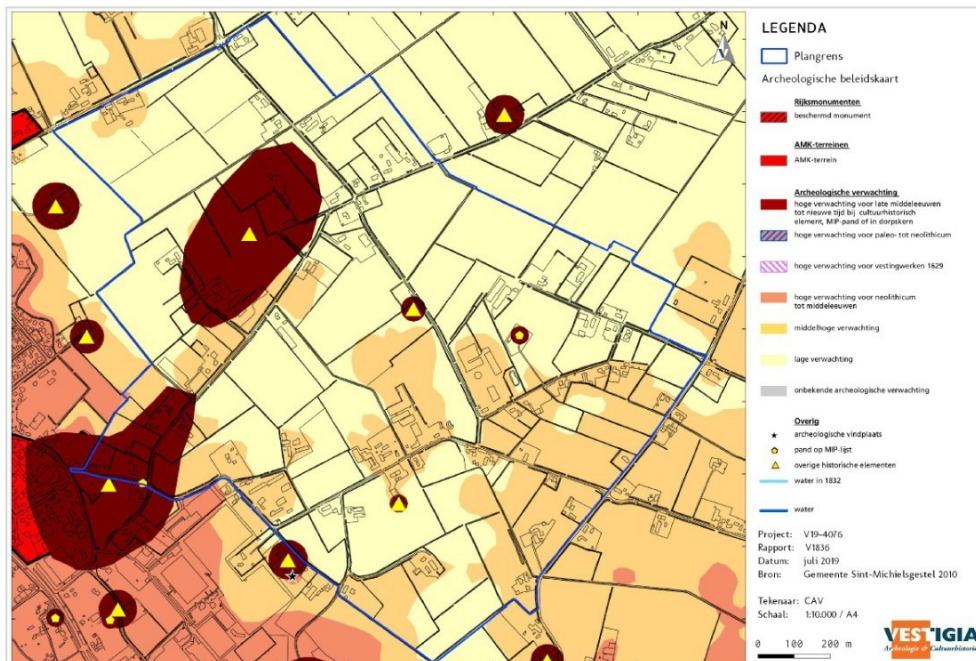 N
LEGENDA
Plangrens
Archeologische beleidskaart
Rijksmonumenten
beschermd monument
AMK-terreinen
AMK-terrein
Archeologische verwachting
hoge verwachting voor late middeleeuwen
tot nieuwe tijd bij cultuurhistorisch
element, MIP-pand of in dorpskern
hoge verwachting voor paleo- tot neolithicum
hoge verwachting voor vestingwerken 1629
hoge verwachting voor neolithicum
tot middeleeuwen
middelhoge verwachting
lage verwachting
onbekende archeologische verwachting
Overig
archeologische vindplaats
pand op MIP-lijst
overige historische elementen
water in 1832
water
Project: V19-4076
Rapport: V1836
Datum: juli 2019
Bron: Gemeente Sint-Michielsgestel 2010
Tekenaar: CAV
Schaal: 1:10.000 / A4
0 100 200 m
VESTIGIA
Archeologie & Cultuurhistorie